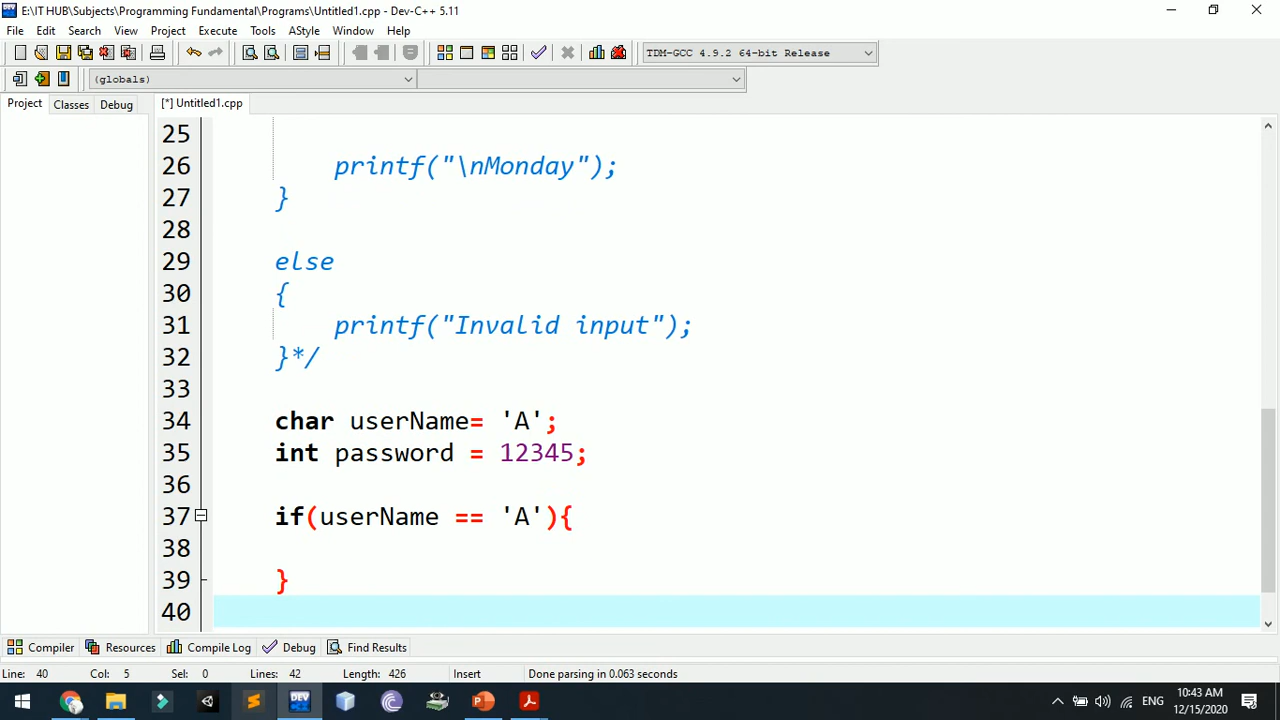 E:\IT HUB\Subjects\Programming Fundamental\Programs\Untitled1.cpp - Dev-C++ 5.11
File Edit Search View Project Execute Tools AStyle Window Help
TDM-GCC 4.9.2 64-bit Release
(globals)
Project Classes Debug [*] Untitled1.cpp
25
26 printf("\nMonday");
27 }
28
29 else
30 {
31 printf("Invalid input");
32 }*/
33
34 char userName= 'A';
35 int password = 12345;
36
37 if(userName == 'A'){
38
39 }
40
Compiler Resources Compile Log Debug Find Results
Line: 40 Col: 5 Sel: 0 Lines: 42 Length: 426 Insert Done parsing in 0.063 seconds
DEV ENG 10:43 AM
12/15/2020